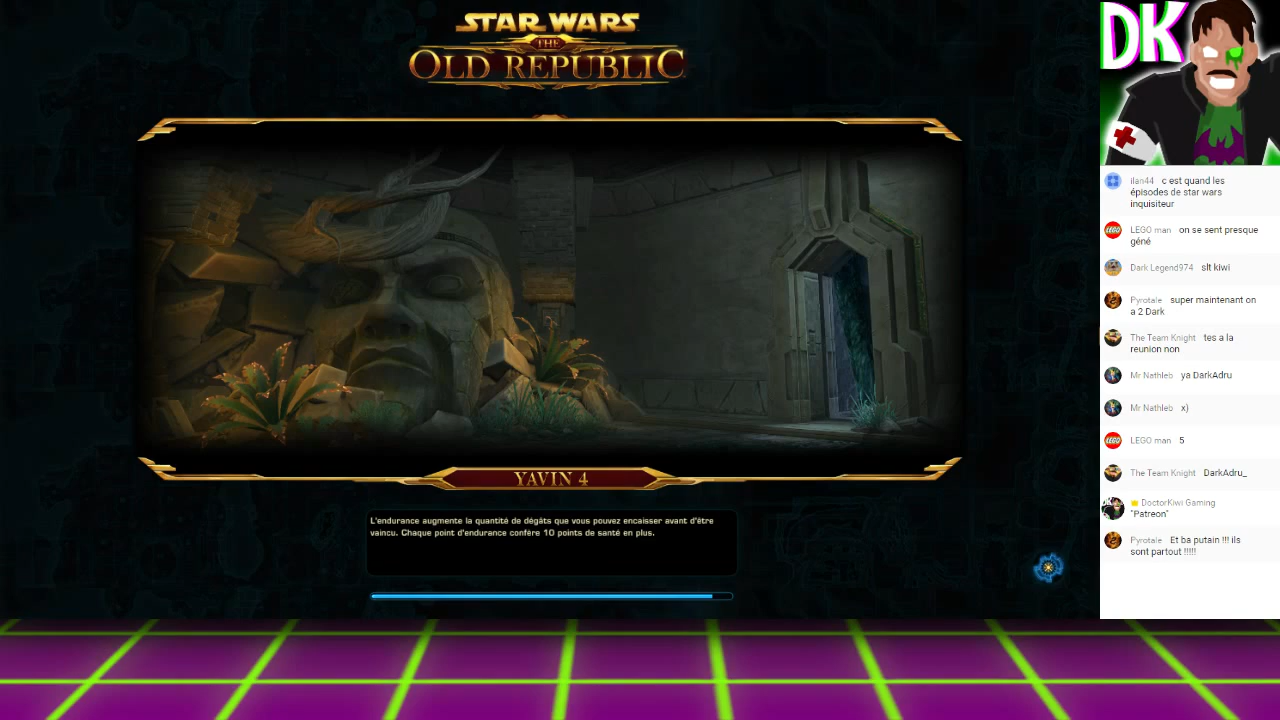 STAR WARS
THE
OLD REPUBLIC
YAVIN 4
L'endurance augmente la quantité de dégâts que vous pouvez encaisser avant d'être
vaincu. Chaque point d'endurance confère 10 points de santé en plus.
DK
ilan44 c est quand les
épisodes de star wars
inquisiteur
LEGO man on se sent presque
géné
Dark Legend974 slt kiwi
Pyrotale super maintenant on
a 2 Dark
The Team Knight tes a la
reunion non
Mr Nathleb ya DarkAdru
Mr Nathleb x)
LEGO man 5
The Team Knight DarkAdru_
DoctorKiwi Gaming
"Patreon"
Pyrotale Et ba putain !!! ils
sont partout !!!!!